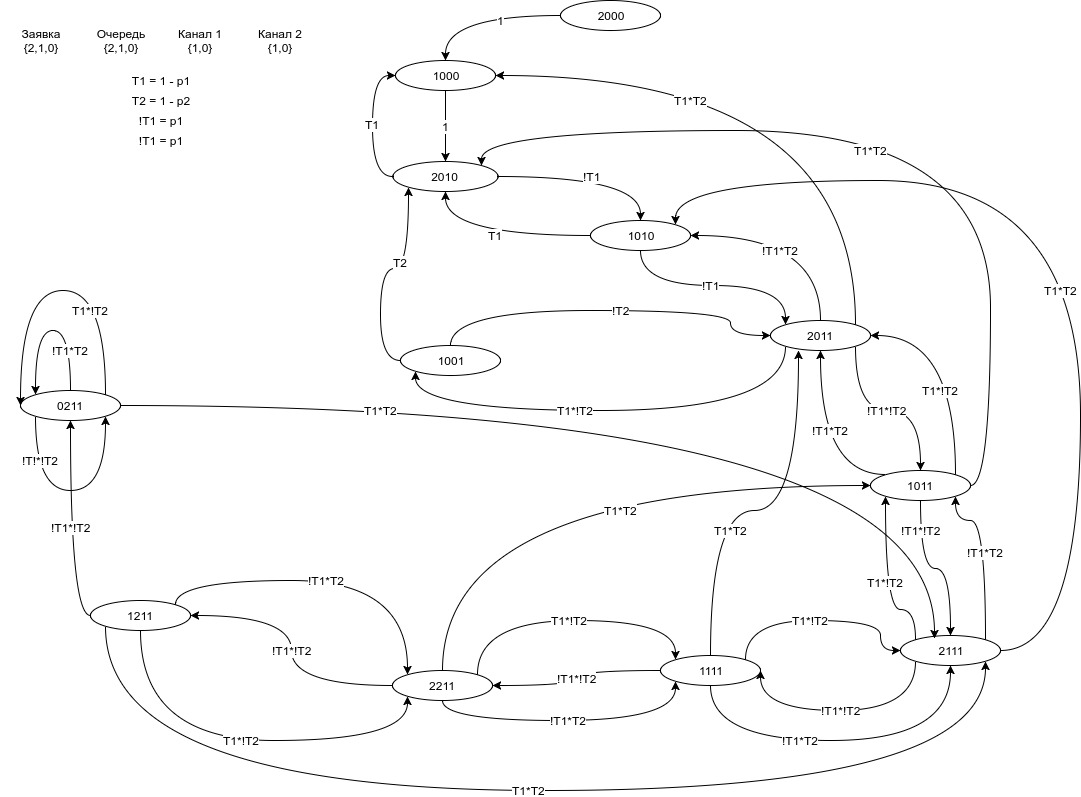 2000
Заявка Очередь Канал 1 Канал 2
{2,1,0} {2,1,0} {1,0} {1,0}
1
1000
T1 = 1 - p1
T2 = 1 - p2
!T1 = p1
!T1 = p1
T1*T2
T1
1
T1*T2
2010
!T1
1010
T1
!T1*T2
T2
!T1
T1*T2
T1*!T2
!T2
2011
!T1*T2
1001
T1*!T2
0211
T1*T2
T1*!T2
T1*!T2
!T1*T2
!T!*!T2
1011
T1*T2
!T1*!T2
T1*T2
!T1*!T2
!T1*T2
!T1*T2
T1*!T2
1211
T1*!T2
T1*!T2
!T1*!T2
2111
1111
!T1*!T2
2211
!T1*!T2
!T1*T2
T1*!T2
!T1*T2
T1*T2